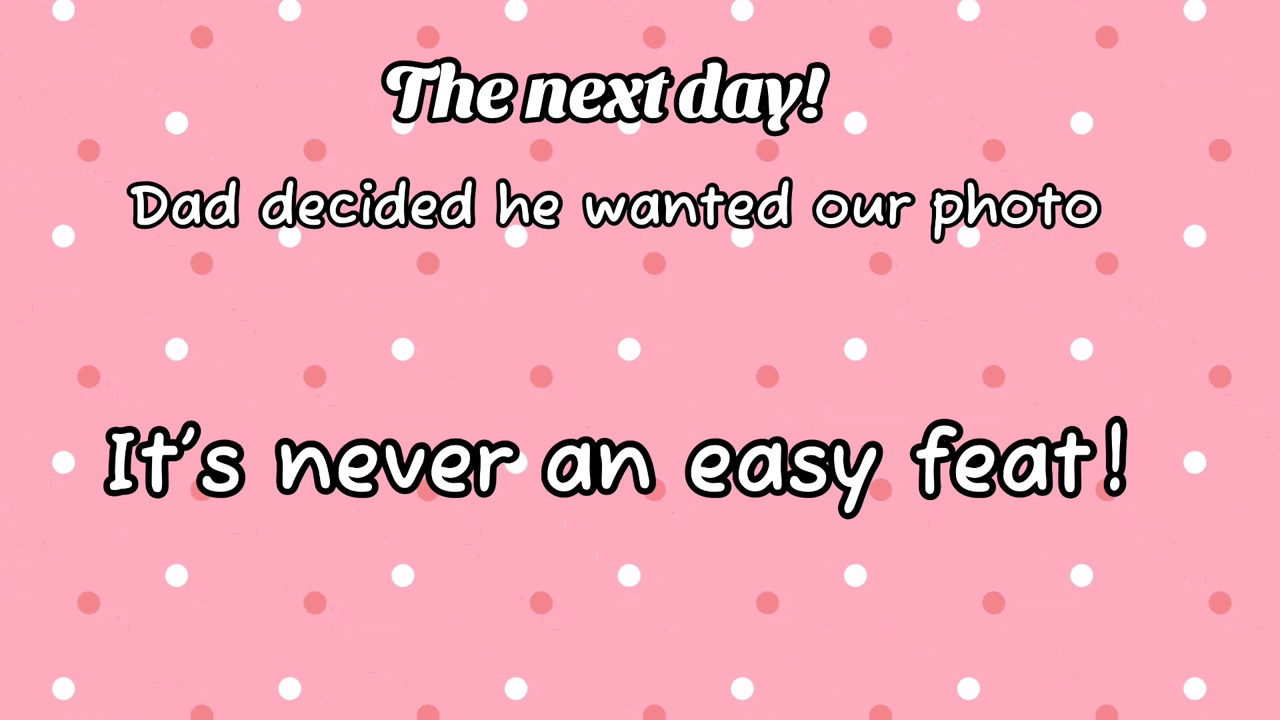 The next day!
Dad decided he wanted our photo
It's never an easy feat!